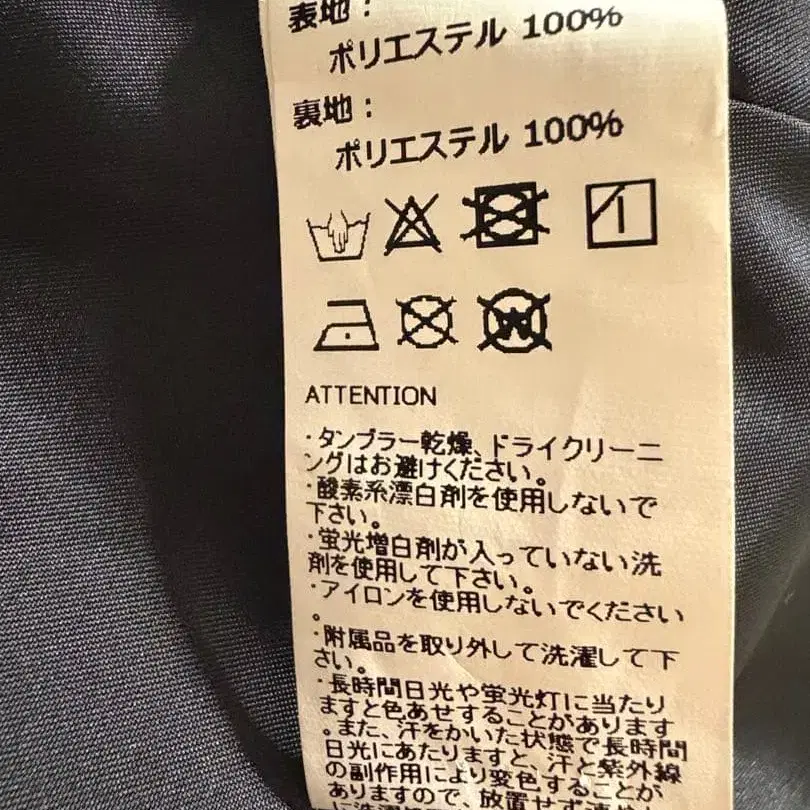 表地：
ポリエステル 100%
裏地：
ポリエステル 100%
ATTENTION
・タンブラー乾燥、ドライクリーニ
ングはお避けください。
・酸素系漂白剤を使用しないで
下さい。
・蛍光増白剤が入っていない洗
剤を使用して下さい。
・アイロンを使用しないでください
。
・附属品を取り外して洗濯して下
さい。
・長時間日光や蛍光灯に当たり
ますと色あせすることがあります
。また、汗をかいた状態で長時間
日光にあたりますと、汗と紫外線
の副作用により変色することが
ありますので、放置せず
に洗濯